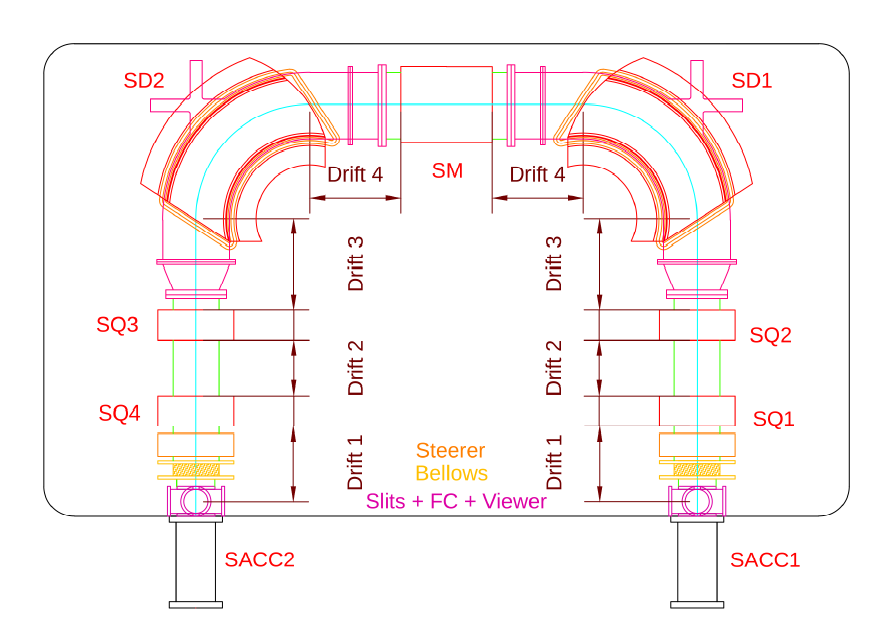 SD2
SD1
Drift 4
SM
Drift 4
Drift 3
Drift 3
SQ3
SQ2
Drift 2
Drift 2
SQ4
SQ1
Drift 1
Drift 1
Steerer
Bellows
Slits + FC + Viewer
SACC2
SACC1